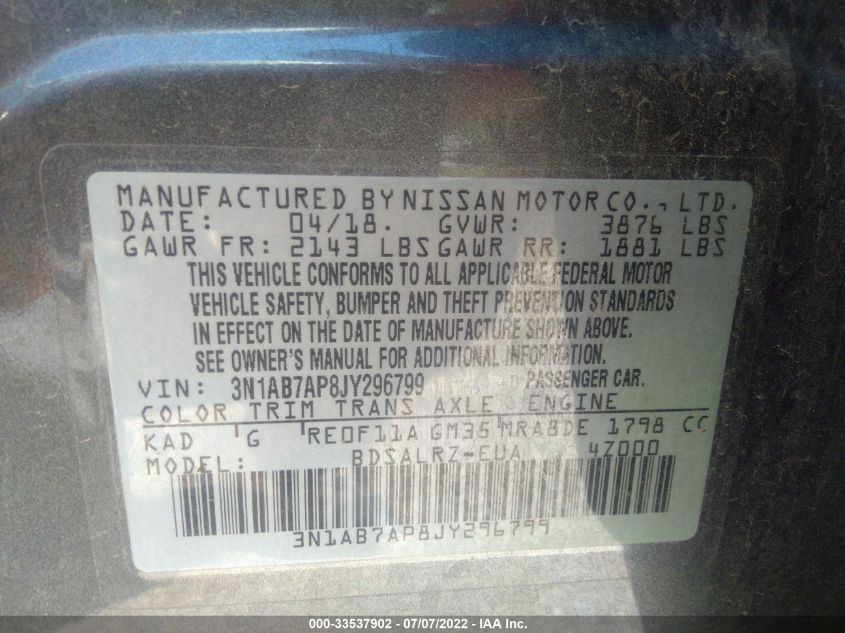 MANUFACTURED BY NISSAN MOTOR CO., LTD.
DATE: 04/18. GVWR: 3876 LBS
GAWR FR: 2143 LBS GAWR RR: 1881 LBS
THIS VEHICLE CONFORMS TO ALL APPLICABLE FEDERAL MOTOR
VEHICLE SAFETY, BUMPER AND THEFT PREVENTION STANDARDS
IN EFFECT ON THE DATE OF MANUFACTURE SHOWN ABOVE.
SEE OWNER'S MANUAL FOR ADDITIONAL INFORMATION.
VIN: 3N1AB7AP8JY296799 PASSENGER CAR.
COLOR TRIM TRANS AXLE ENGINE
KAD G RE0F11A GM35 MRA8DE 1798 CC
MODEL: BDSALRZ-EUA 4Z000
3N1AB7AP8JY296799
000-33537902 - 07/07/2022 - IAA Inc.